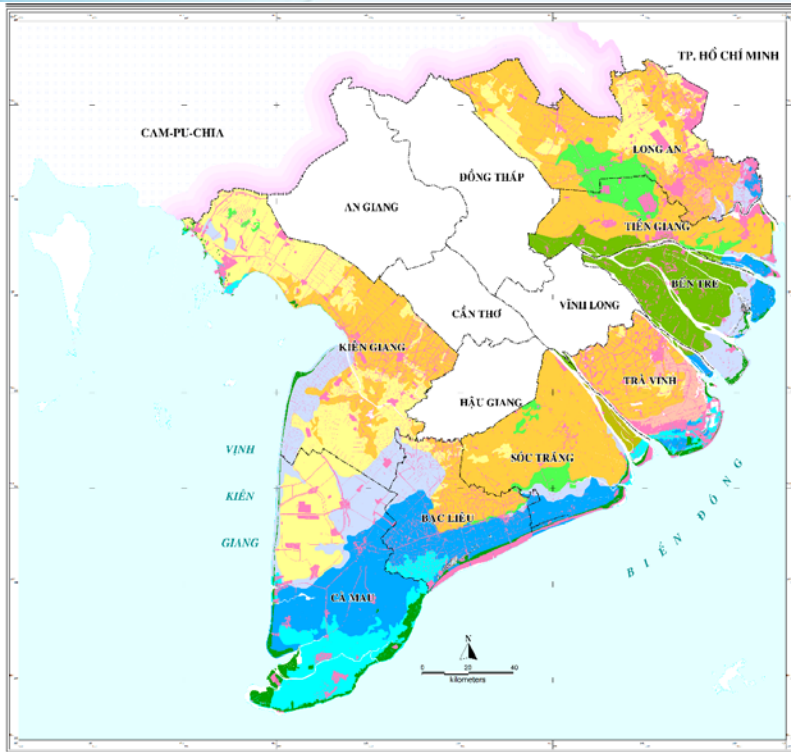 TP. HỒ CHÍ MINH
CAM-PU-CHIA
LONG AN
ĐỒNG THÁP
AN GIANG
TIỀN GIANG
BẾN TRE
VĨNH LONG
CẦN THƠ
KIÊN GIANG
TRÀ VINH
HẬU GIANG
VỊNH
KIÊN
GIANG
SÓC TRĂNG
BẠC LIÊU
BIỂN ĐÔNG
CÀ MAU
N
0 20 40
kilometers